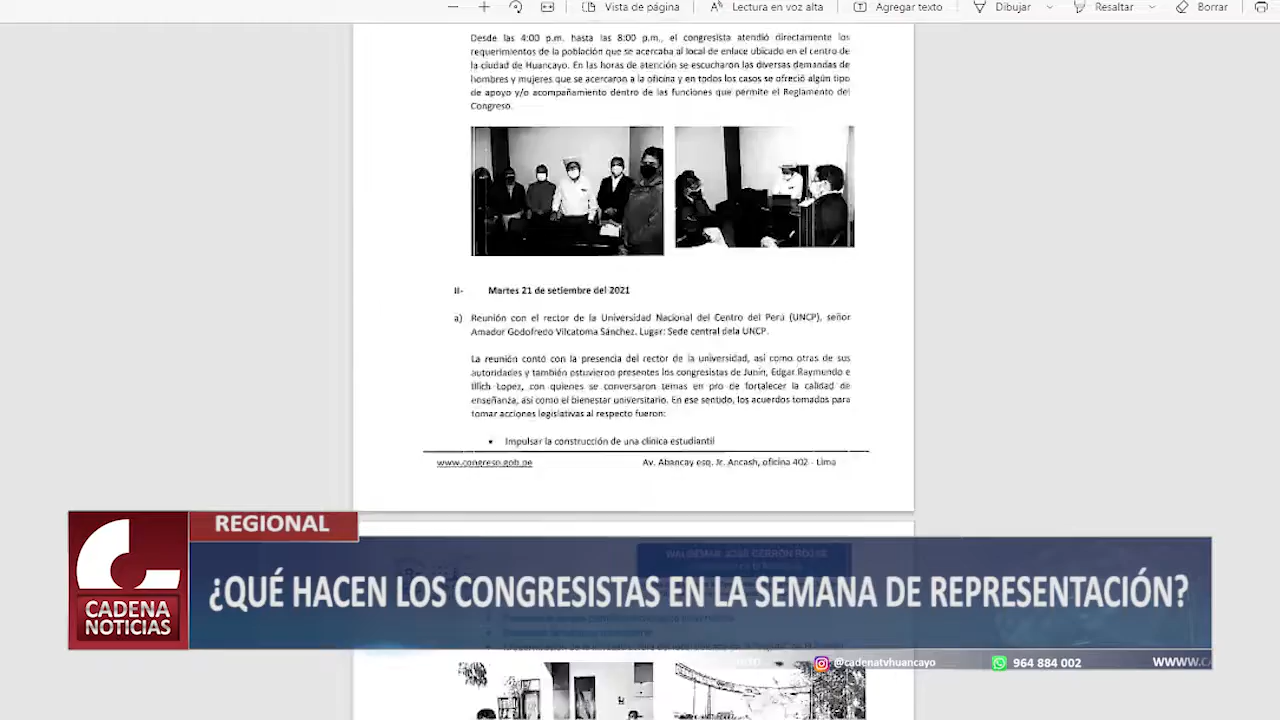 Vista de página
Lectura en voz alta
Agregar texto
Dibujar
Resaltar
Borrar
Desde las 4:00 p.m. hasta las 8:00 p.m., el congresista atendió directamente los
requerimientos de la población que se acercaba al local de enlace ubicado en el centro de
la ciudad de Huancayo. En las horas de atención se escucharon las diversas demandas de
hombres y mujeres que se acercaron a la oficina y en todos los casos se ofreció algún tipo
de apoyo y/o acompañamiento dentro de las funciones que permite el Reglamento del
Congreso.
II- Martes 21 de setiembre del 2021
a) Reunión con el rector de la Universidad Nacional del Centro del Perú (UNCP), señor
Amador Godofredo Vilcatoma Sánchez. Lugar: Sede central dela UNCP.
La reunión contó con la presencia del rector de la universidad, así como otras de sus
autoridades y también estuvieron presentes los congresistas de Junín, Edgar Raymundo e
Illich Lopez, con quienes se conversaron temas en pro de fortalecer la calidad de
enseñanza, así como el bienestar universitario. En ese sentido, los acuerdos tomados para
tomar acciones legislativas al respecto fueron:
• Impulsar la construcción de una clínica estudiantil
www.congreso.gob.pe
Av. Abancay esq. Jr. Ancash, oficina 402 - Lima
REGIONAL
WALDEMAR JOSÉ CERRÓN ROJAS
¿QUÉ HACEN LOS CONGRESISTAS EN LA SEMANA DE REPRESENTACIÓN?
CADENA
NOTICIAS
@cadenatvhuancayo
964 884 002
WWWW.C